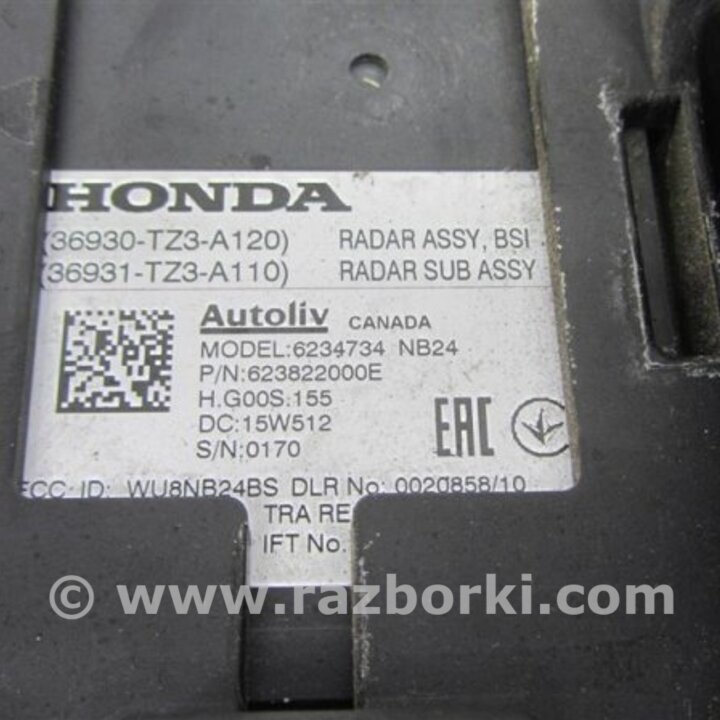 HONDA
(36930-TZ3-A120) RADAR ASSY, BSI
(36931-TZ3-A110) RADAR SUB ASSY
Autoliv CANADA
MODEL:6234734 NB24
P/N:623822000E
H.G00S:155
DC:15W512
S/N:0170
EAC
FCC ID: WU8NB24BS DLR No: 0020858/10
TRA RE
IFT No.
© www.razborki.com